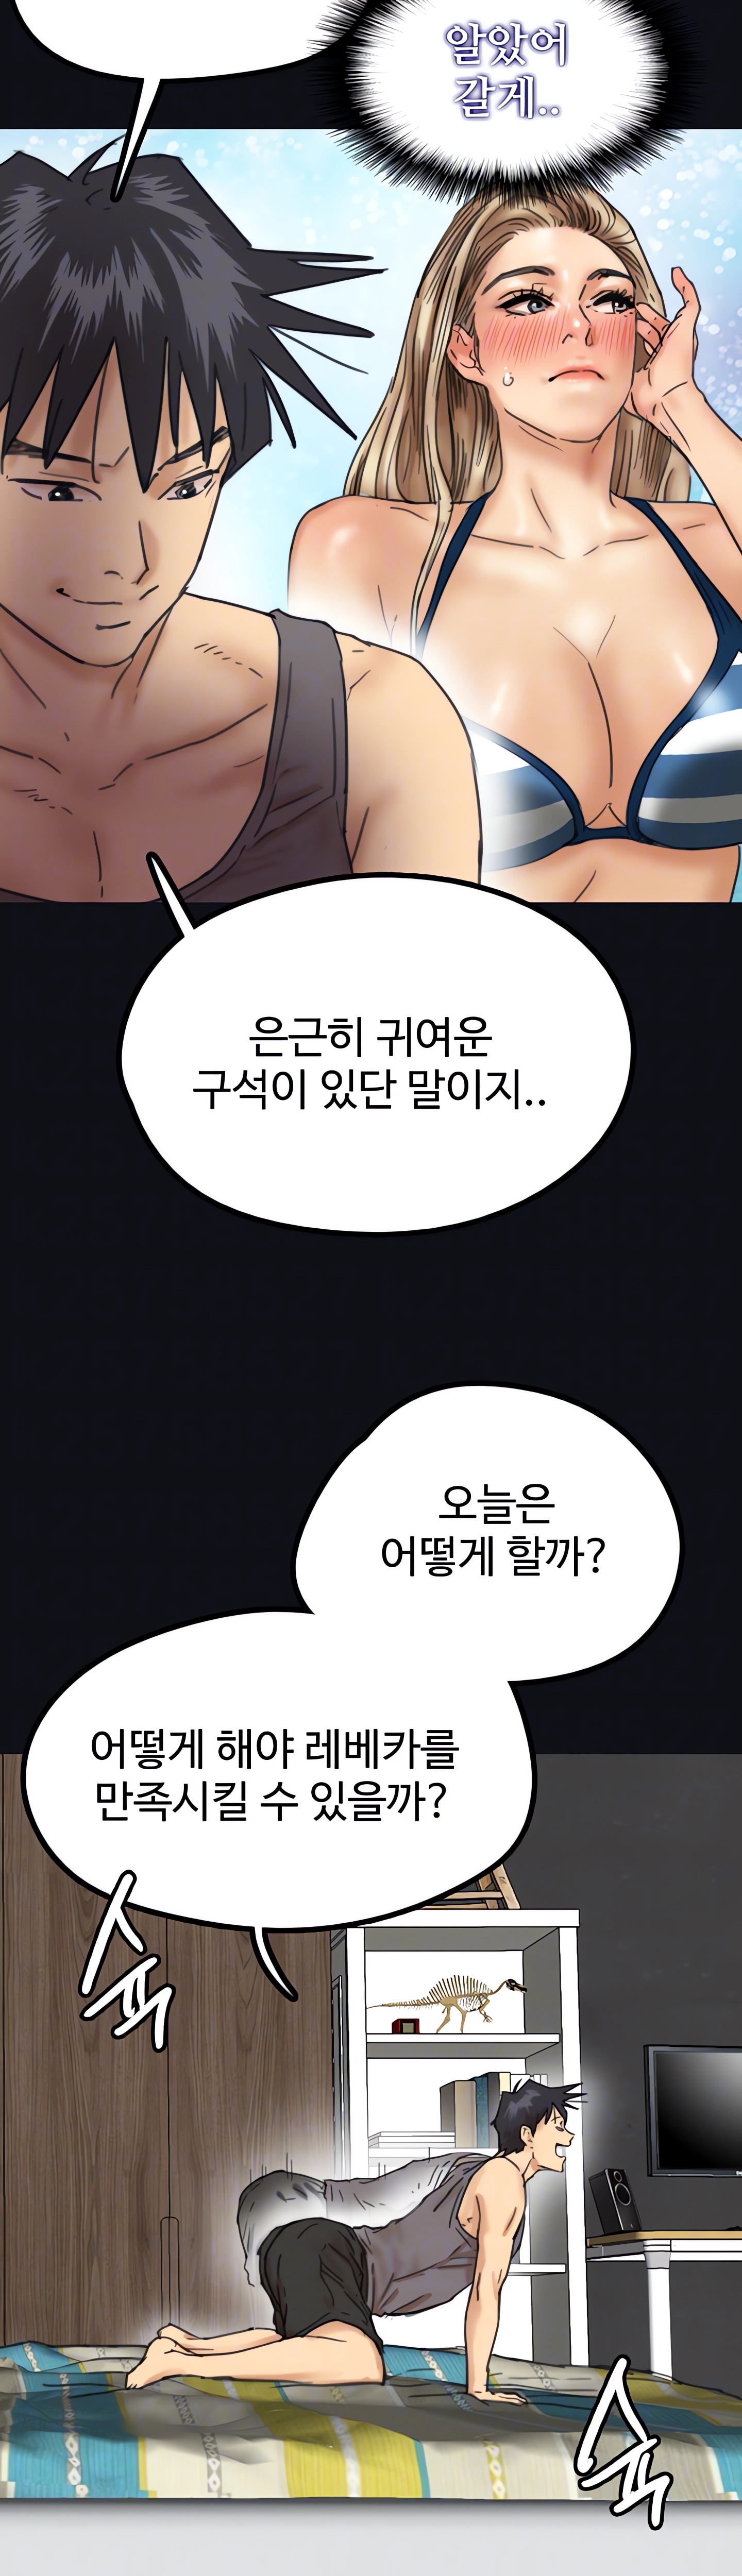 알았어
갈게..
은근히 귀여운
구석이 있단 말이지..
오늘은
어떻게 할까?
어떻게 해야 레베카를
만족시킬 수 있을까?
슉
슉